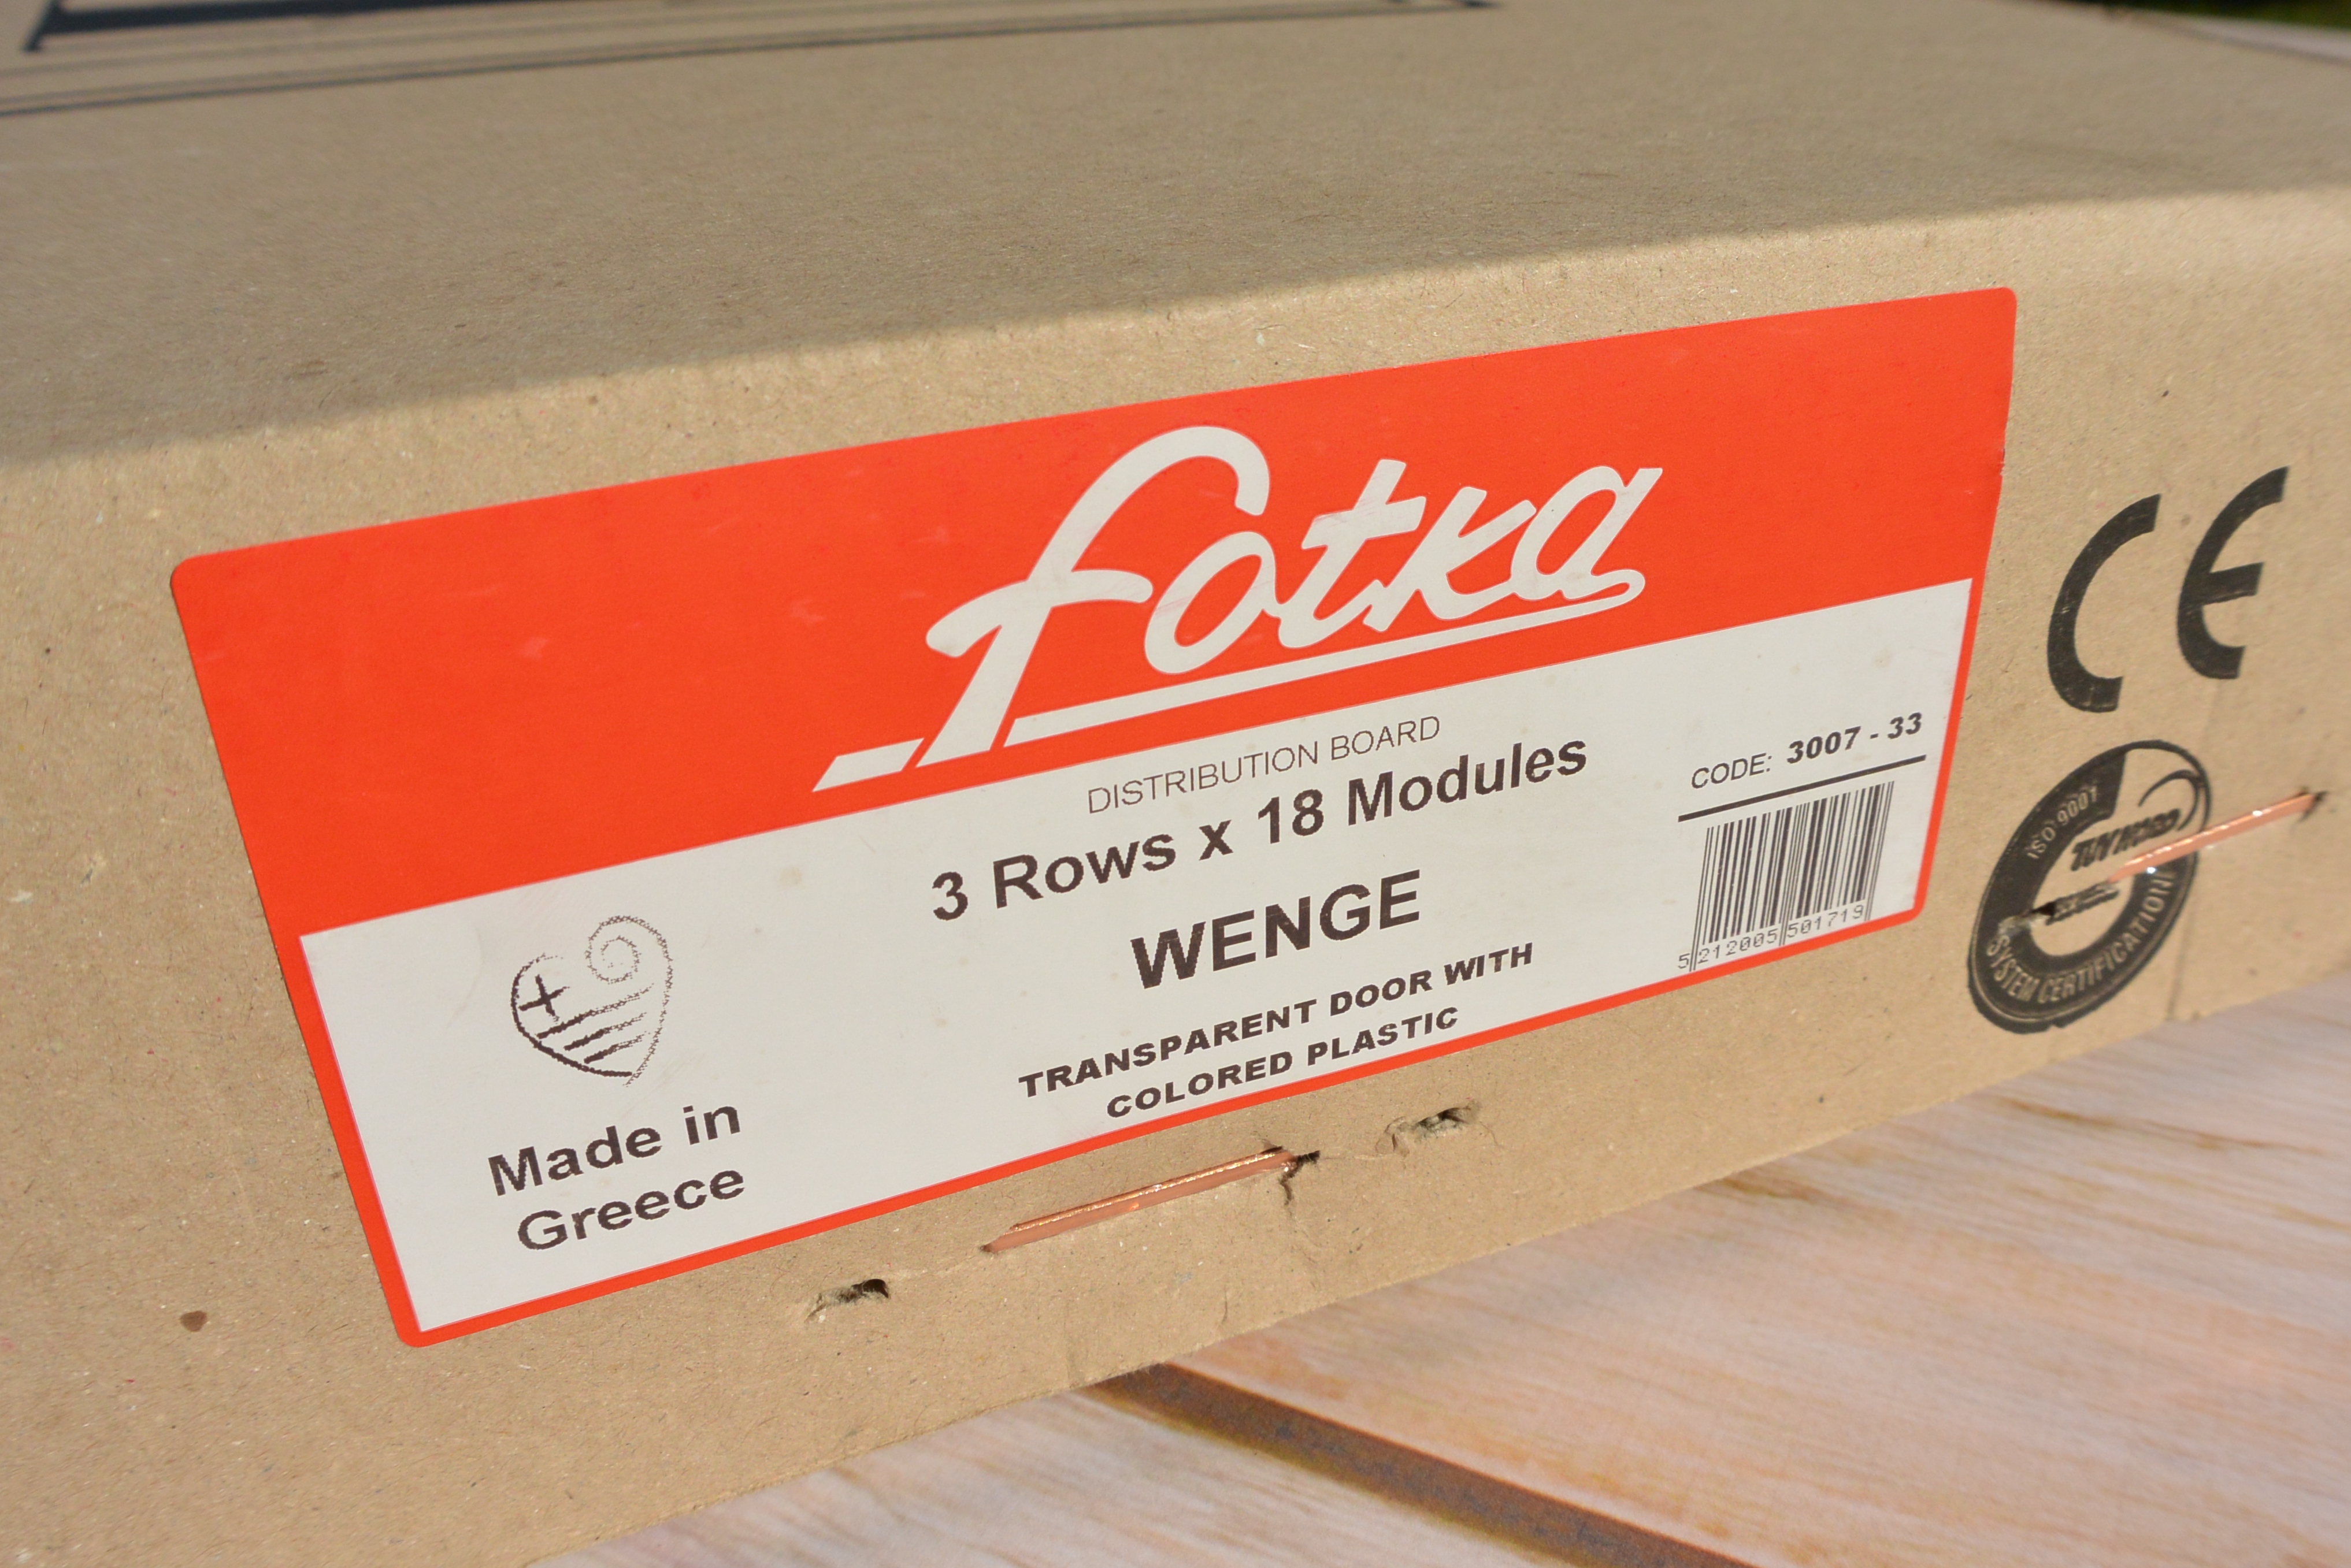 fotka
DISTRIBUTION BOARD
3 Rows x 18 Modules
WENGE
TRANSPARENT DOOR WITH
COLORED PLASTIC
CODE: 3007 - 33
5 212005 501719
Made in
Greece
CE
ISO 9001
TUV
SYSTEM CERTIFICATION